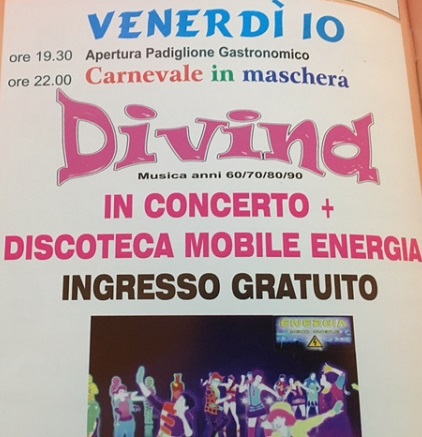 VENERDÌ 10
ore 19.30 Apertura Padiglione Gastronomico
ore 22.00 Carnevale in maschera
Divina
Musica anni 60/70/80/90
IN CONCERTO +
DISCOTECA MOBILE ENERGIA
INGRESSO GRATUITO
ENERGIA